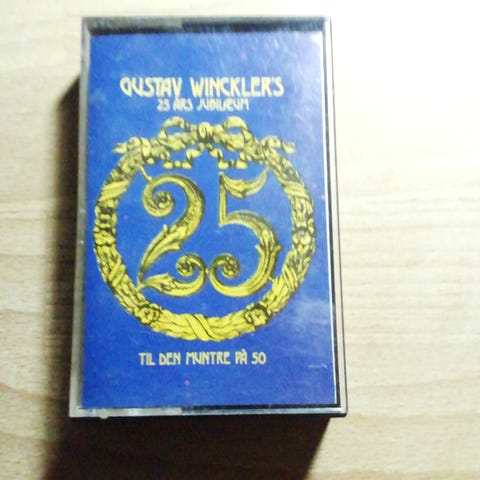 GUSTAV WINCKLER'S
25 ÅRS JUBILÆUM
25
TIL DEN MUNTRE PÅ 50